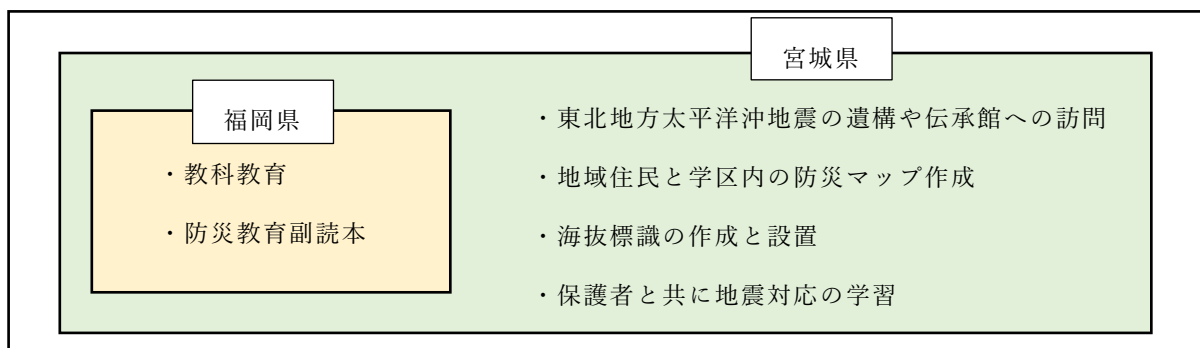 宮城県
福岡県
・教科教育
・防災教育副読本
・東北地方太平洋沖地震の遺構や伝承館への訪問
・地域住民と学区内の防災マップ作成
・海抜標識の作成と設置
・保護者と共に地震対応の学習